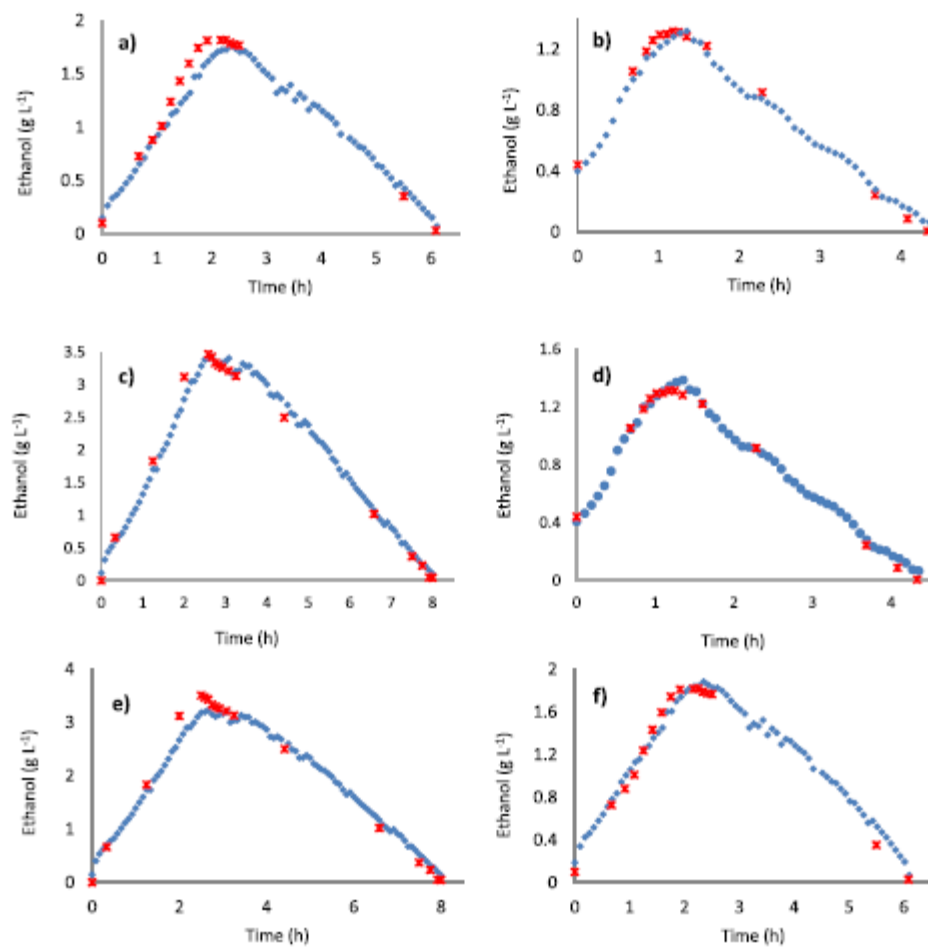 a)
Ethanol (g L-1)
2
1.5
1
0.5
0
0 1 2 3 4 5 6
TIme (h)
b)
Ethanol (g L-1)
1.2
0.8
0.4
0
0 1 2 3 4
Time (h)
c)
Ethanol (g L-1)
3.5
3
2.5
2
1.5
1
0.5
0
0 1 2 3 4 5 6 7 8
Time (h)
d)
Ethanol (g L-1)
1.6
1.2
0.8
0.4
0
0 1 2 3 4
Time (h)
e)
Ethanol (g L-1)
4
3
2
1
0
0 2 4 6 8
Time (h)
f)
Ethanol (g L-1)
2
1.6
1.2
0.8
0.4
0
0 1 2 3 4 5 6
Time (h)